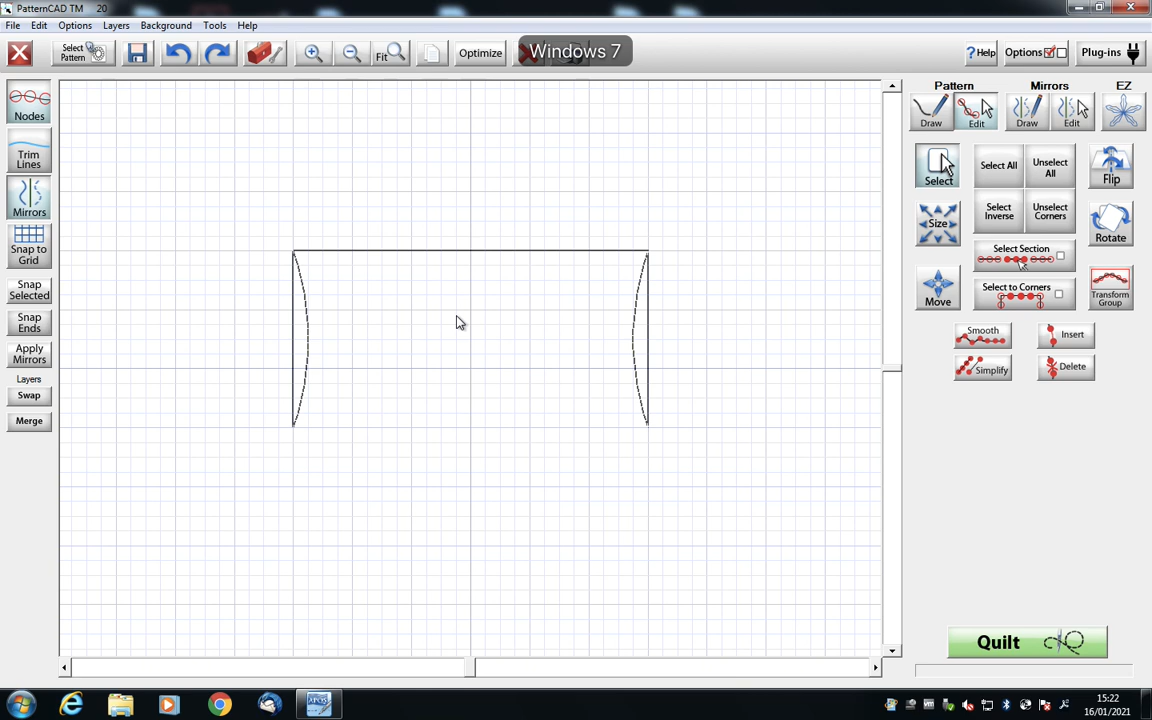 PatternCAD TM 20
File Edit Options Layers Background Tools Help
Select
Pattern
Fit
Optimize
Windows 7
?Help
Options
Plug-ins
Nodes
Trim
Lines
Mirrors
Snap to
Grid
Snap
Selected
Snap
Ends
Apply
Mirrors
Layers
Swap
Merge
Pattern Mirrors EZ
Draw Edit Draw Edit
Select
Select All
Unselect
All
Flip
Size
Select
Inverse
Unselect
Corners
Rotate
Select Section
Move
Select to Corners
Transform
Group
Smooth
Insert
Simplify
Delete
Quilt
APQS
15:22
16/01/2021